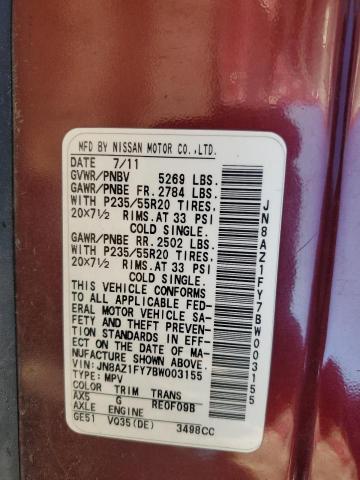 MFD BY NISSAN MOTOR CO.,LTD.
DATE 7/11
GVWR/PNBV 5269 LBS.
GAWR/PNBE FR. 2784 LBS.
WITH P235/55R20 TIRES,
20×7½ RIMS.AT 33 PSI
COLD SINGLE.
GAWR/PNBE RR. 2502 LBS.
WITH P235/55R20 TIRES,
20×7½ RIMS.AT 33 PSI
COLD SINGLE.
THIS VEHICLE CONFORMS
TO ALL APPLICABLE FED-
ERAL MOTOR VEHICLE SA-
FETY AND THEFT PREVEN-
TION STANDARDS IN EFF-
ECT ON THE DATE OF MA-
NUFACTURE SHOWN ABOVE.
VIN:JN8AZ1FY7BW003155
TYPE: MPV
COLOR TRIM TRANS
AX5 G RE0F09B
AXLE ENGINE
GE51 VQ35(DE) 3498CC
JN8AZ1FY7BW003155